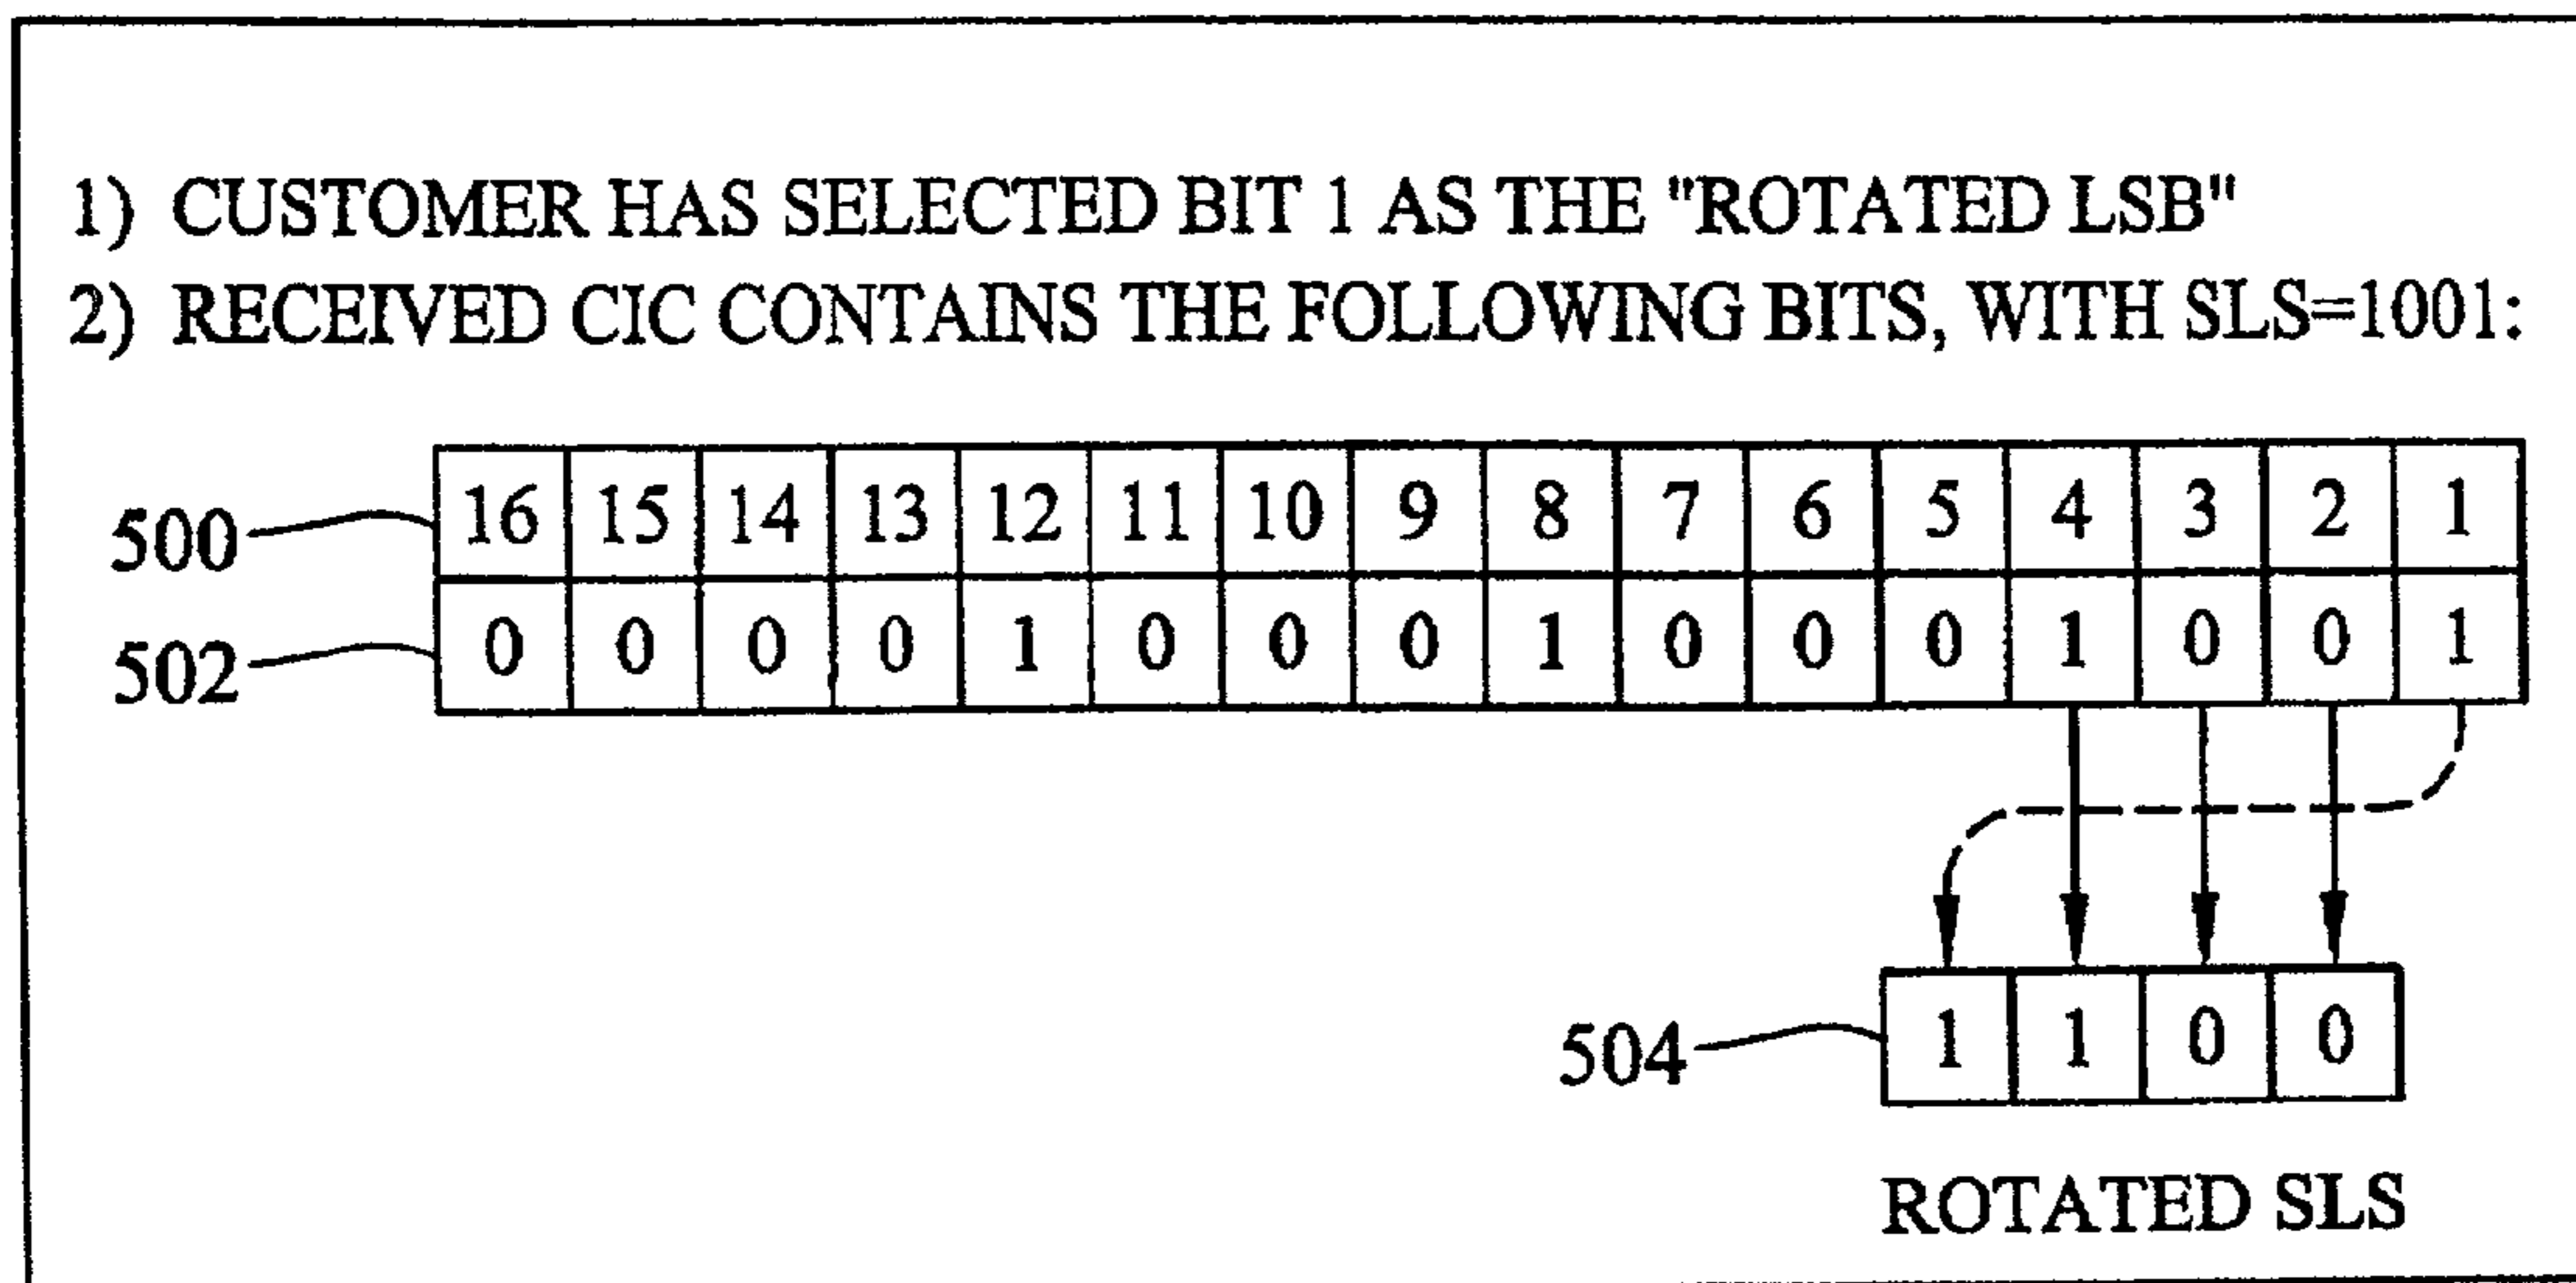 1) CUSTOMER HAS SELECTED BIT 1 AS THE "ROTATED LSB"
2) RECEIVED CIC CONTAINS THE FOLLOWING BITS, WITH SLS=1001:
500 16 15 14 13 12 11 10 9 8 7 6 5 4 3 2 1
502 0 0 0 0 1 0 0 0 1 0 0 0 1 0 0 1
504 1 1 0 0
ROTATED SLS